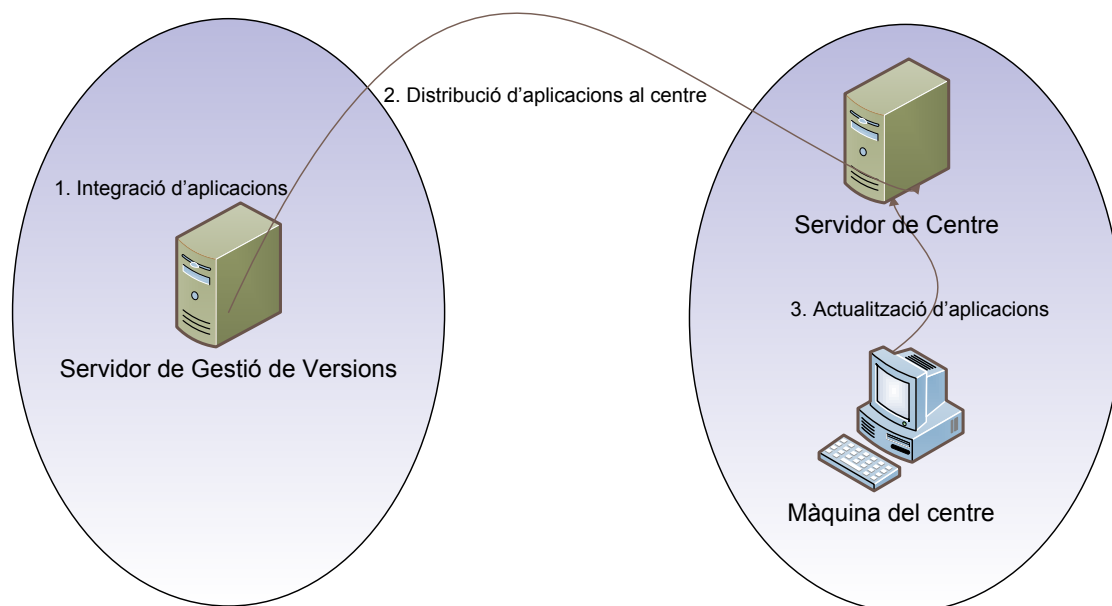 1. Integració d’aplicacions
Servidor de Gestió de Versions
2. Distribució d’aplicacions al centre
Servidor de Centre
3. Actualització d’aplicacions
Màquina del centre